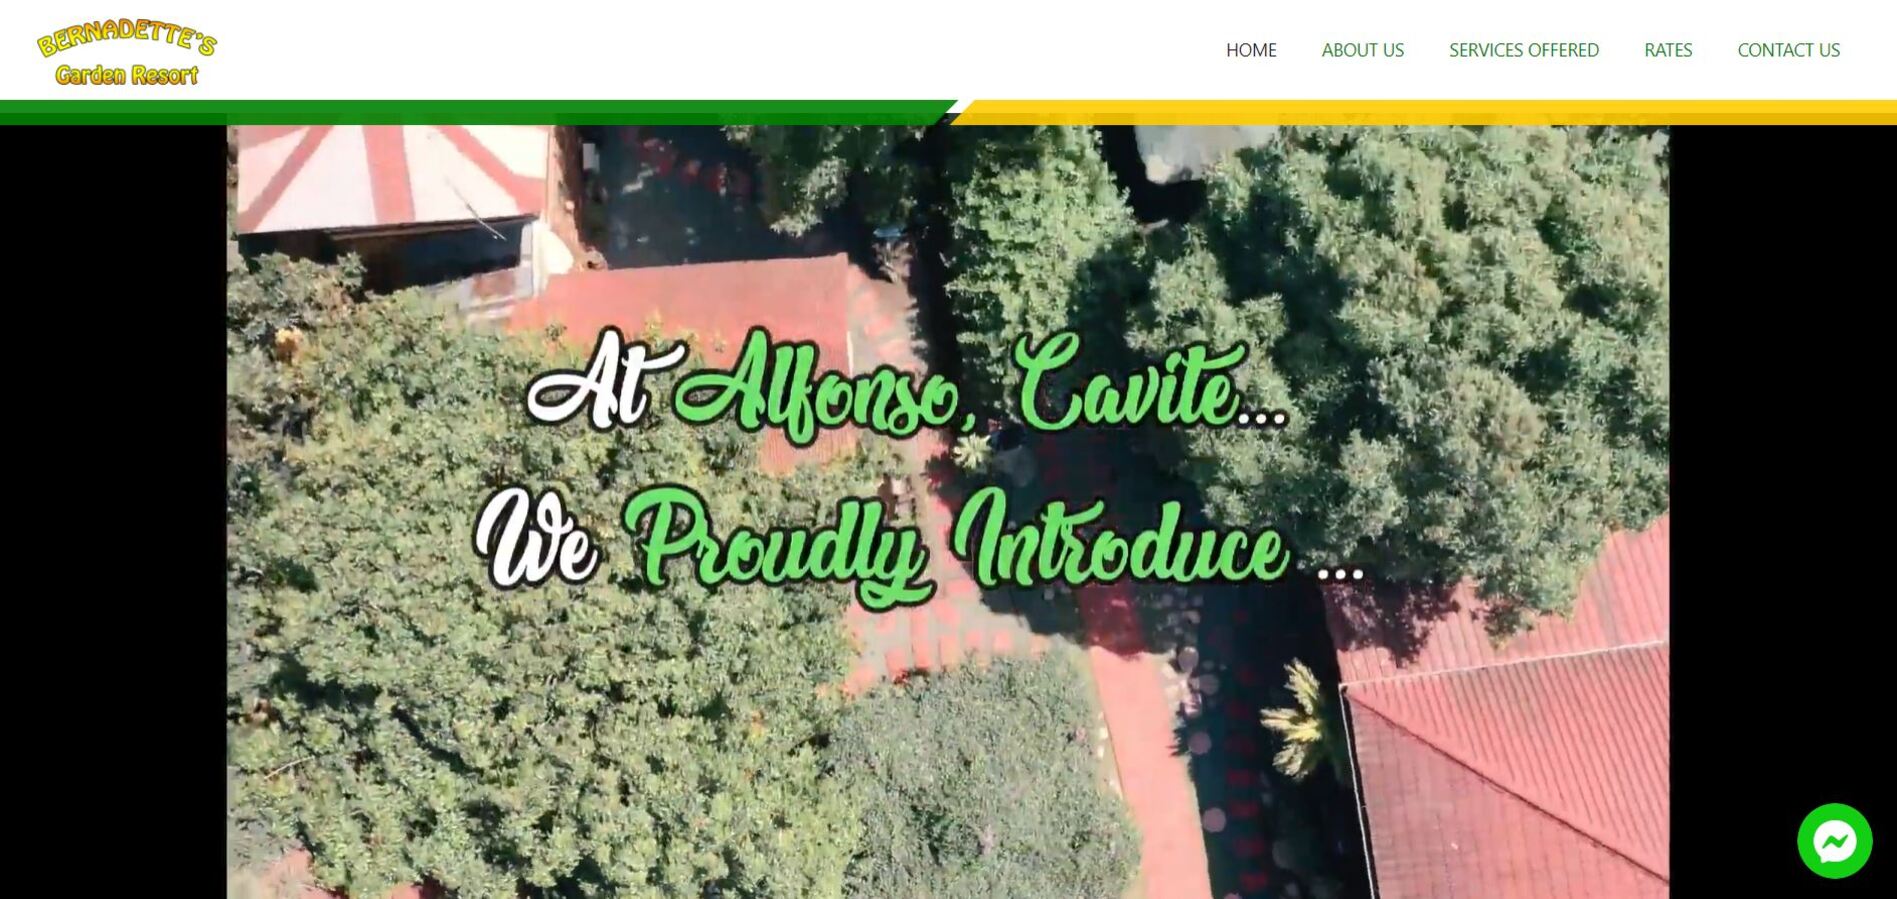 BERNADETTE'S
Garden Resort
HOME ABOUT US SERVICES OFFERED RATES CONTACT US
At Alfonso, Cavite...
We Proudly Introduce ...